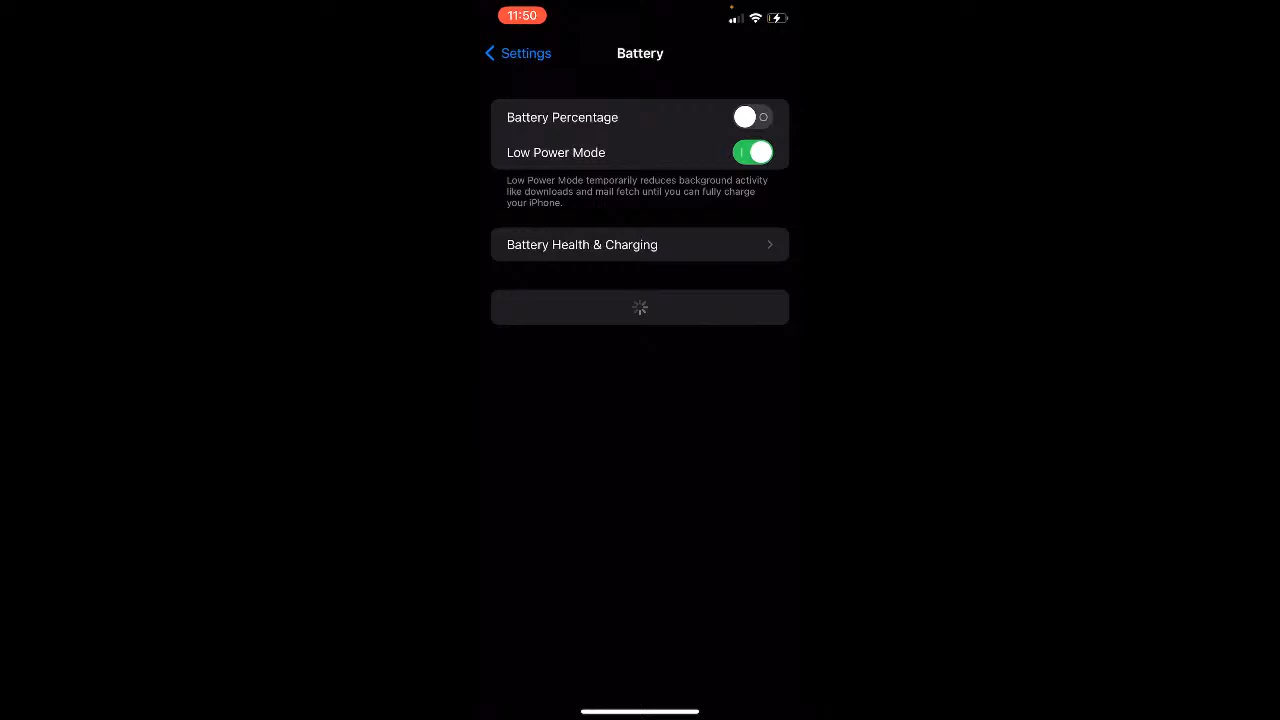 11:50
Settings
Battery
Battery Percentage
Low Power Mode
Low Power Mode temporarily reduces background activity
like downloads and mail fetch until you can fully charge
your iPhone.
Battery Health & Charging